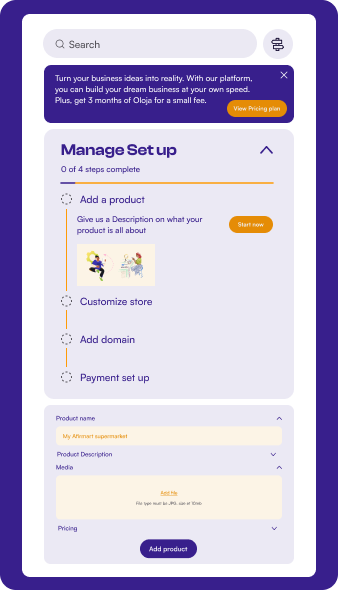 Search
Turn your business ideas into reality. With our platform,
you can build your dream business at your own speed.
Plus, get 3 months of Oloja for a small fee.
View Pricing plan
Manage Set up
0 of 4 steps complete
Add a product
Give us a Description on what your
product is all about
Start now
Customize store
Add domain
Payment set up
Product name
My Afrimart supermarket
Product Description
Media
Add file
File type must be JPG, size of 10mb
Pricing
Add product